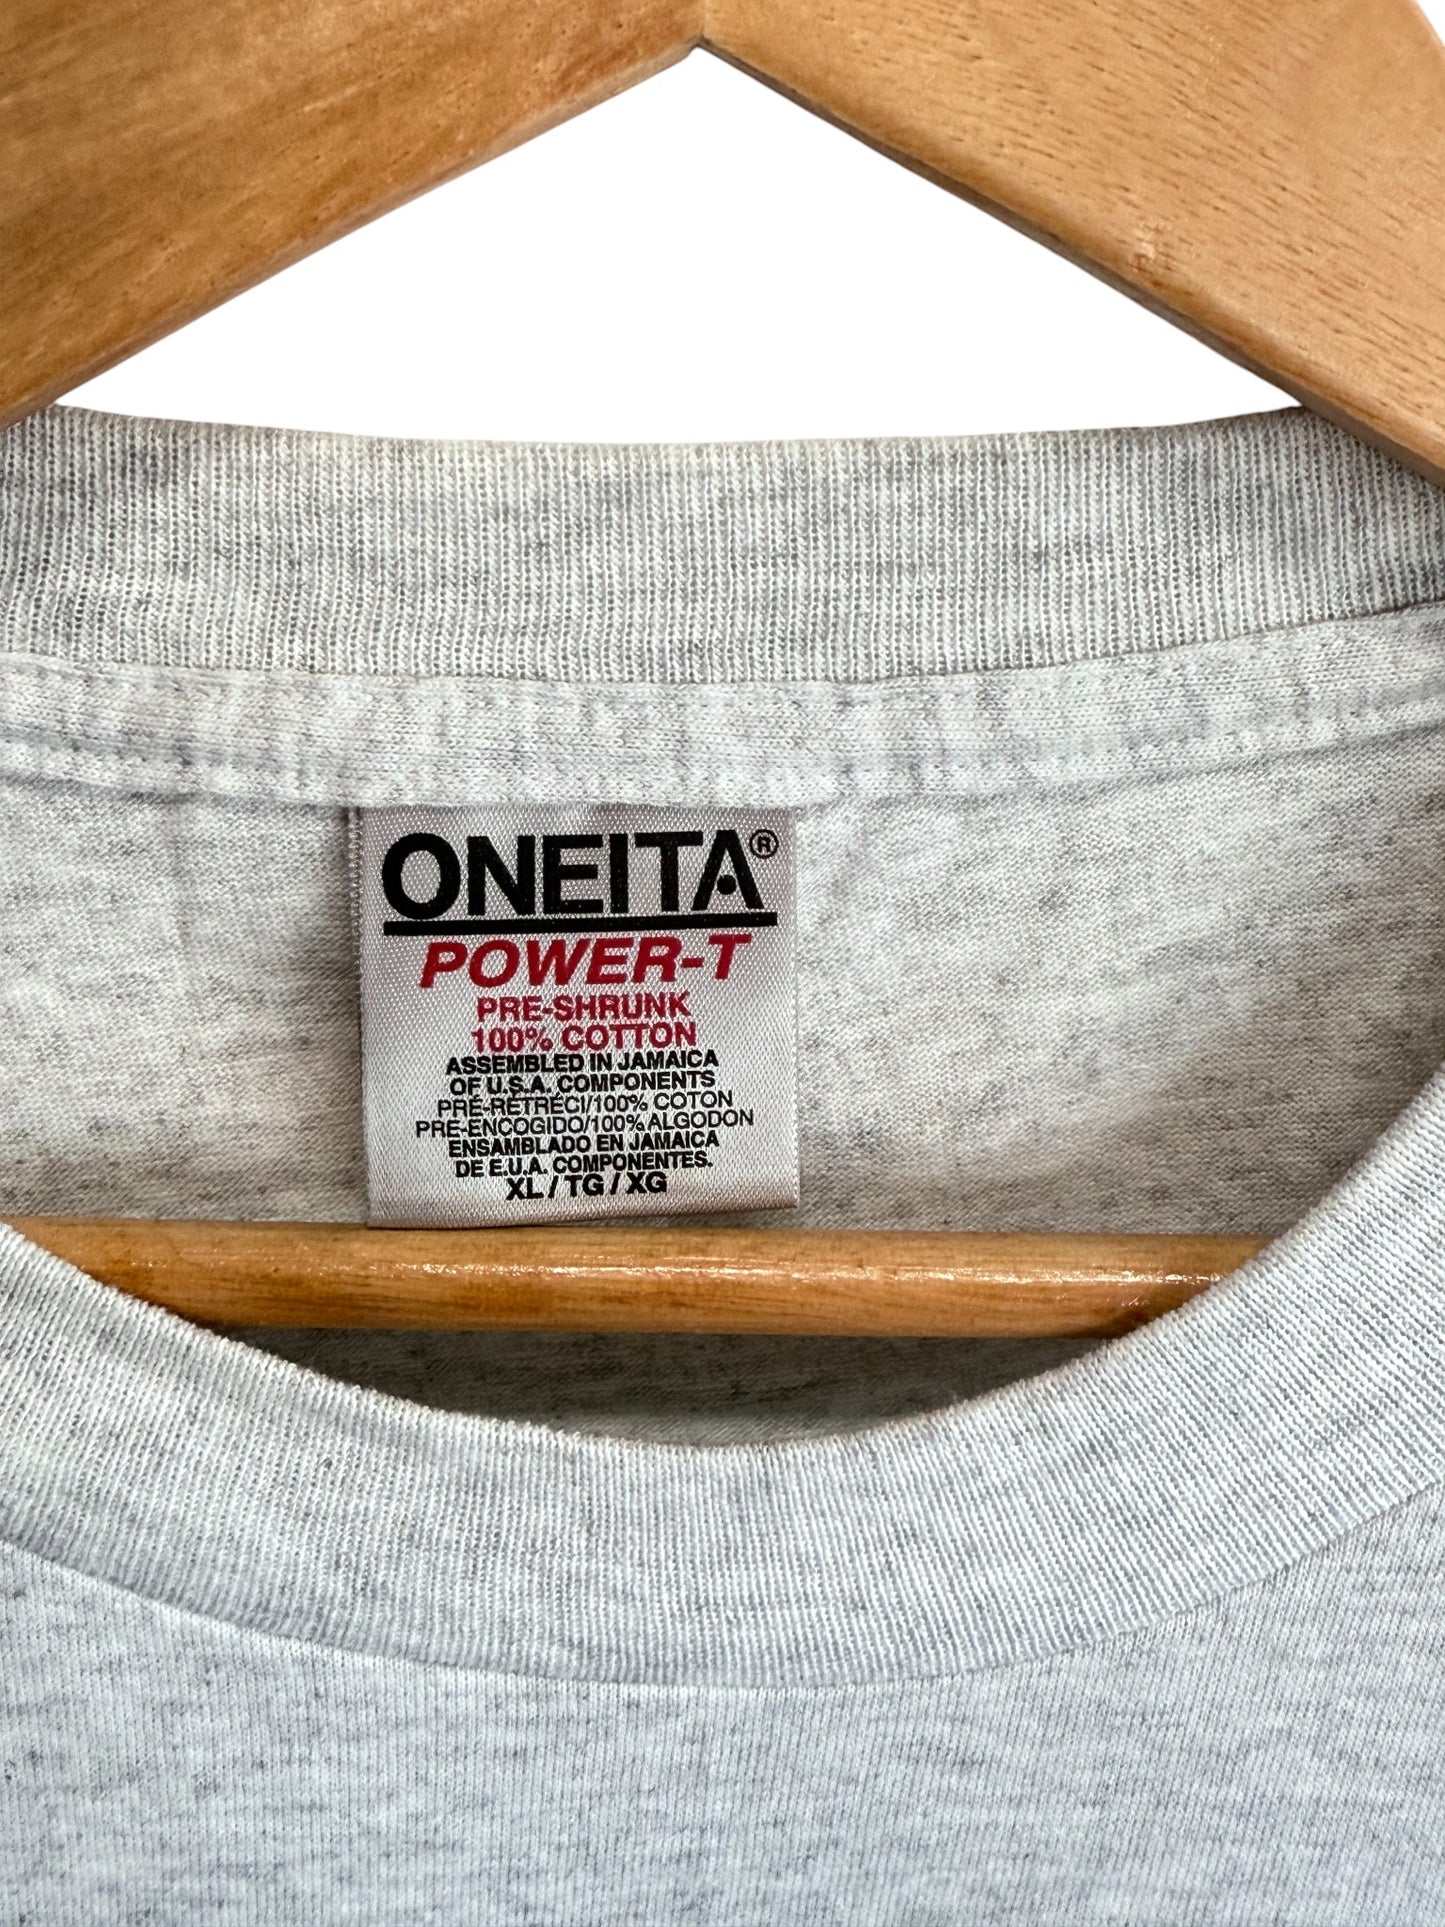 ONEITA®
POWER-T
PRE-SHRUNK
100% COTTON
ASSEMBLED IN JAMAICA
OF U.S.A. COMPONENTS
PRÉ-RÉTRÉCI/100% COTON
PRE-ENCOGIDO/100% ALGODON
ENSAMBLADO EN JAMAICA
DE E.U.A. COMPONENTES.
XL / TG / XG